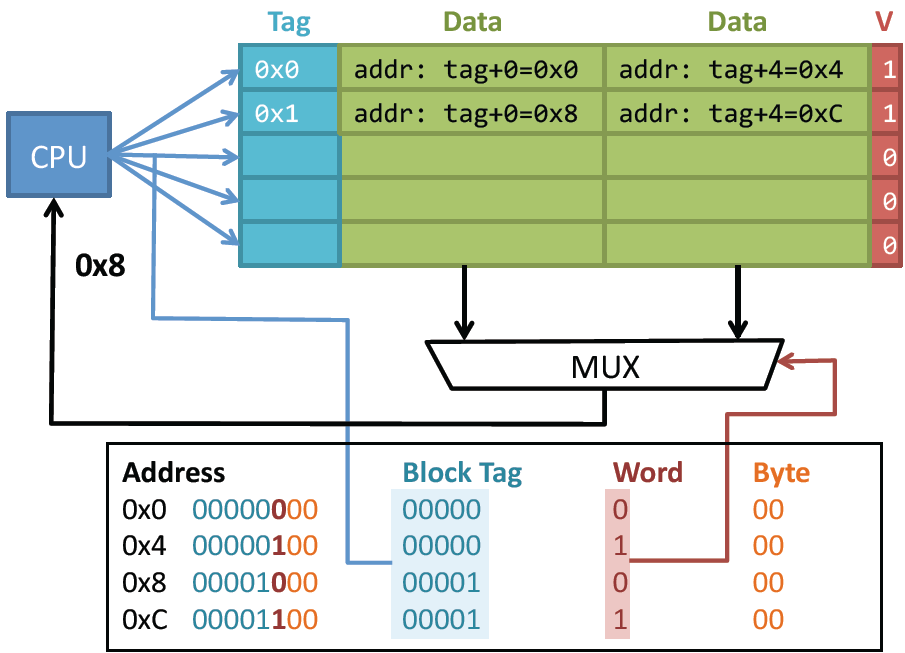 Tag Data Data V
0x0 addr: tag+0=0x0 addr: tag+4=0x4 1
0x1 addr: tag+0=0x8 addr: tag+4=0xC 1
CPU
0
0
0
0x8
MUX
Address Block Tag Word Byte
0x0 00000000 00000 0 00
0x4 00000100 00000 1 00
0x8 00001000 00001 0 00
0xC 00001100 00001 1 00